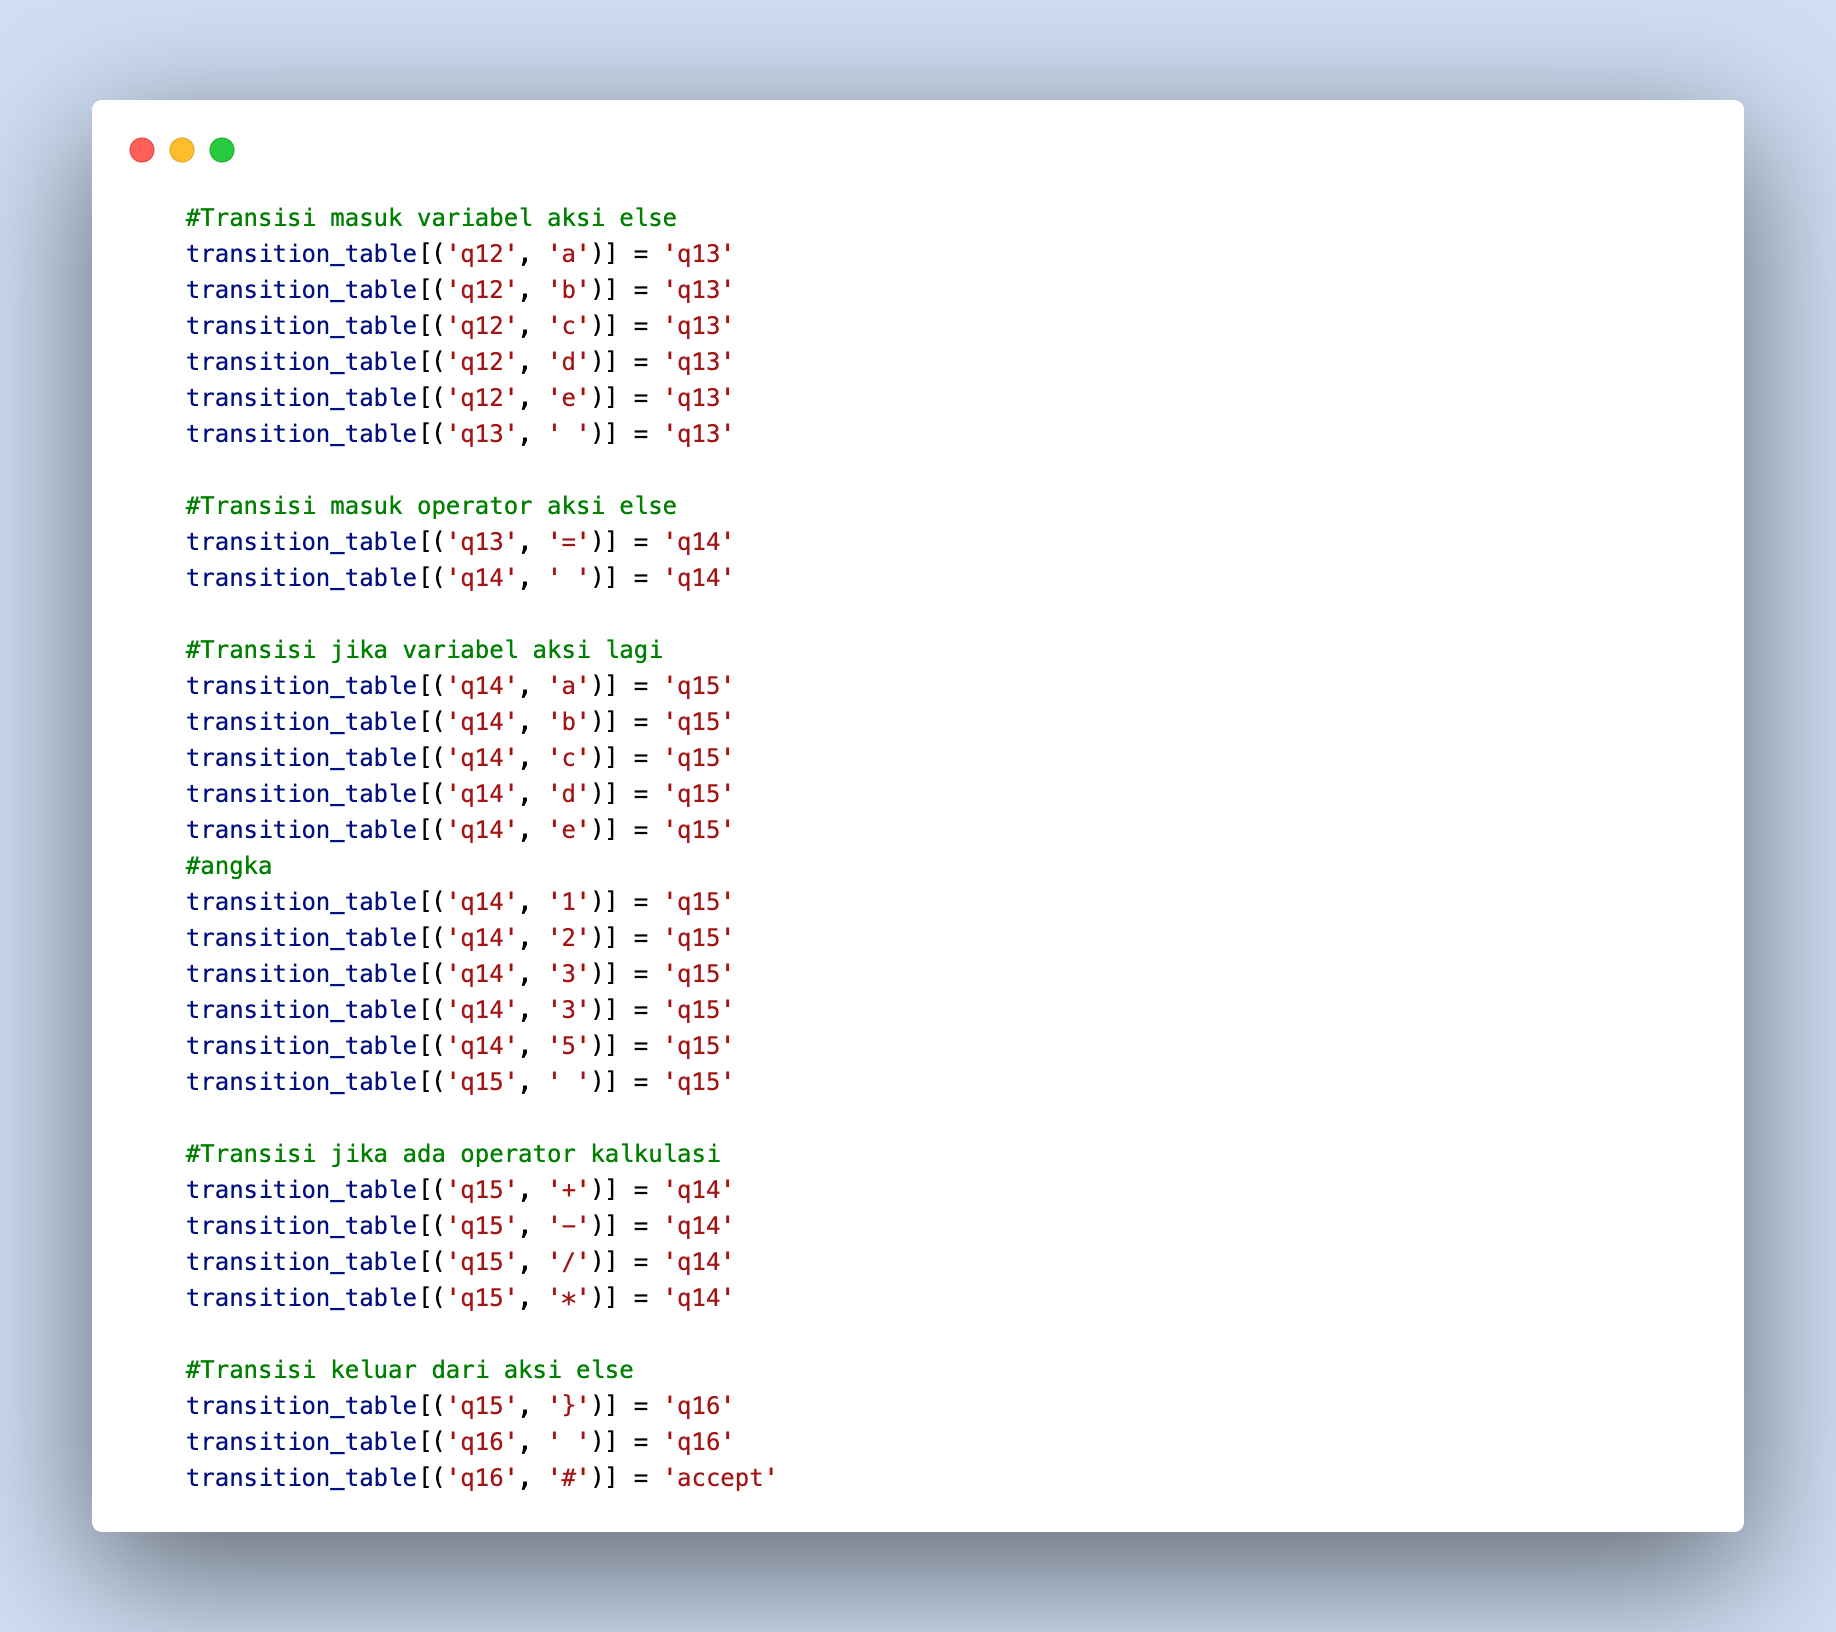 #Transisi masuk variabel aksi else
transition_table[('q12', 'a')] = 'q13'
transition_table[('q12', 'b')] = 'q13'
transition_table[('q12', 'c')] = 'q13'
transition_table[('q12', 'd')] = 'q13'
transition_table[('q12', 'e')] = 'q13'
transition_table[('q13', ' ')] = 'q13'
#Transisi masuk operator aksi else
transition_table[('q13', '=')] = 'q14'
transition_table[('q14', ' ')] = 'q14'
#Transisi jika variabel aksi lagi
transition_table[('q14', 'a')] = 'q15'
transition_table[('q14', 'b')] = 'q15'
transition_table[('q14', 'c')] = 'q15'
transition_table[('q14', 'd')] = 'q15'
transition_table[('q14', 'e')] = 'q15'
#angka
transition_table[('q14', '1')] = 'q15'
transition_table[('q14', '2')] = 'q15'
transition_table[('q14', '3')] = 'q15'
transition_table[('q14', '3')] = 'q15'
transition_table[('q14', '5')] = 'q15'
transition_table[('q15', ' ')] = 'q15'
#Transisi jika ada operator kalkulasi
transition_table[('q15', '+')] = 'q14'
transition_table[('q15', '-')] = 'q14'
transition_table[('q15', '/')] = 'q14'
transition_table[('q15', '*')] = 'q14'
#Transisi keluar dari aksi else
transition_table[('q15', '}')] = 'q16'
transition_table[('q16', ' ')] = 'q16'
transition_table[('q16', '#')] = 'accept'